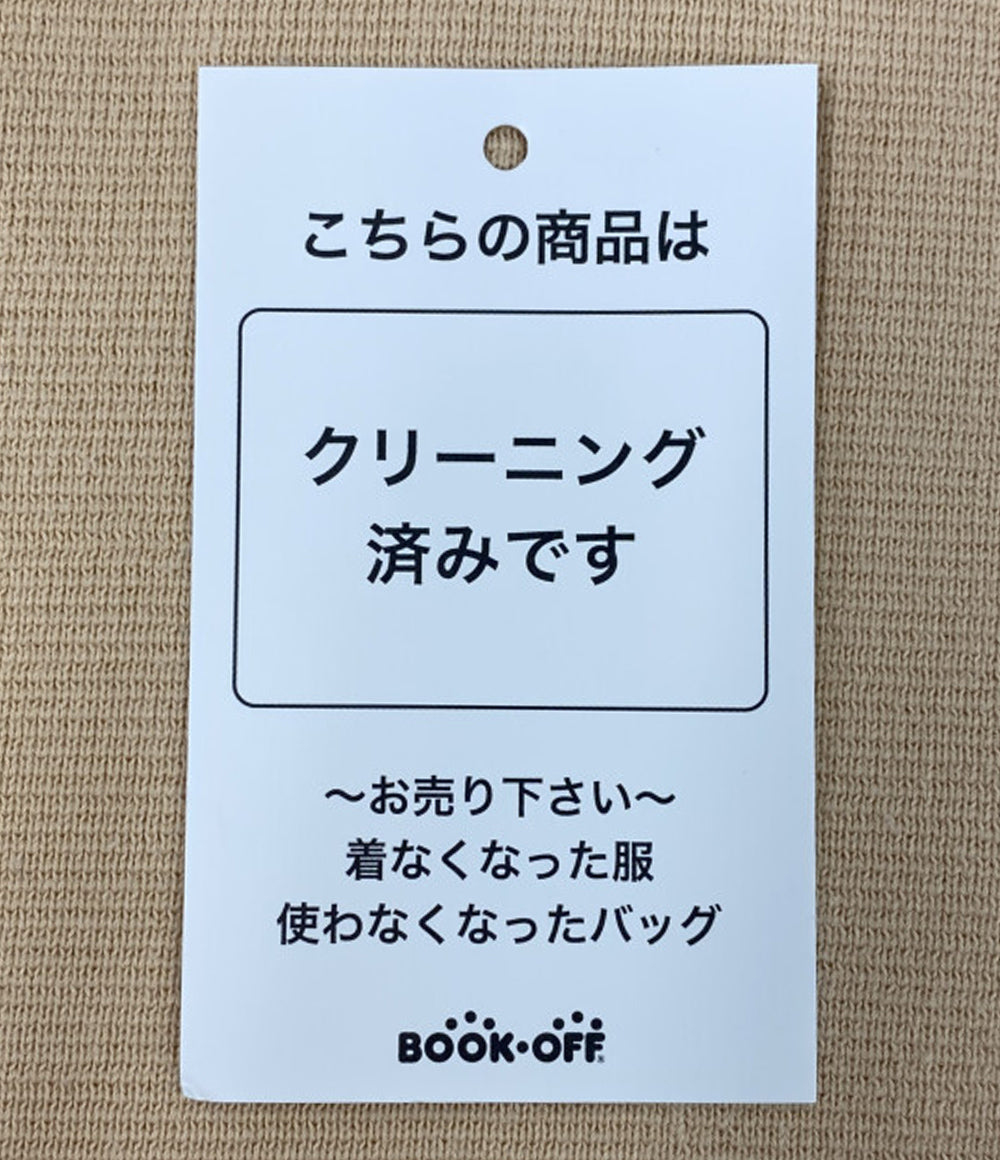 こちらの商品は
クリーニング
済みです
～お売り下さい～
着なくなった服
使わなくなったバッグ
BOOK・OFF®